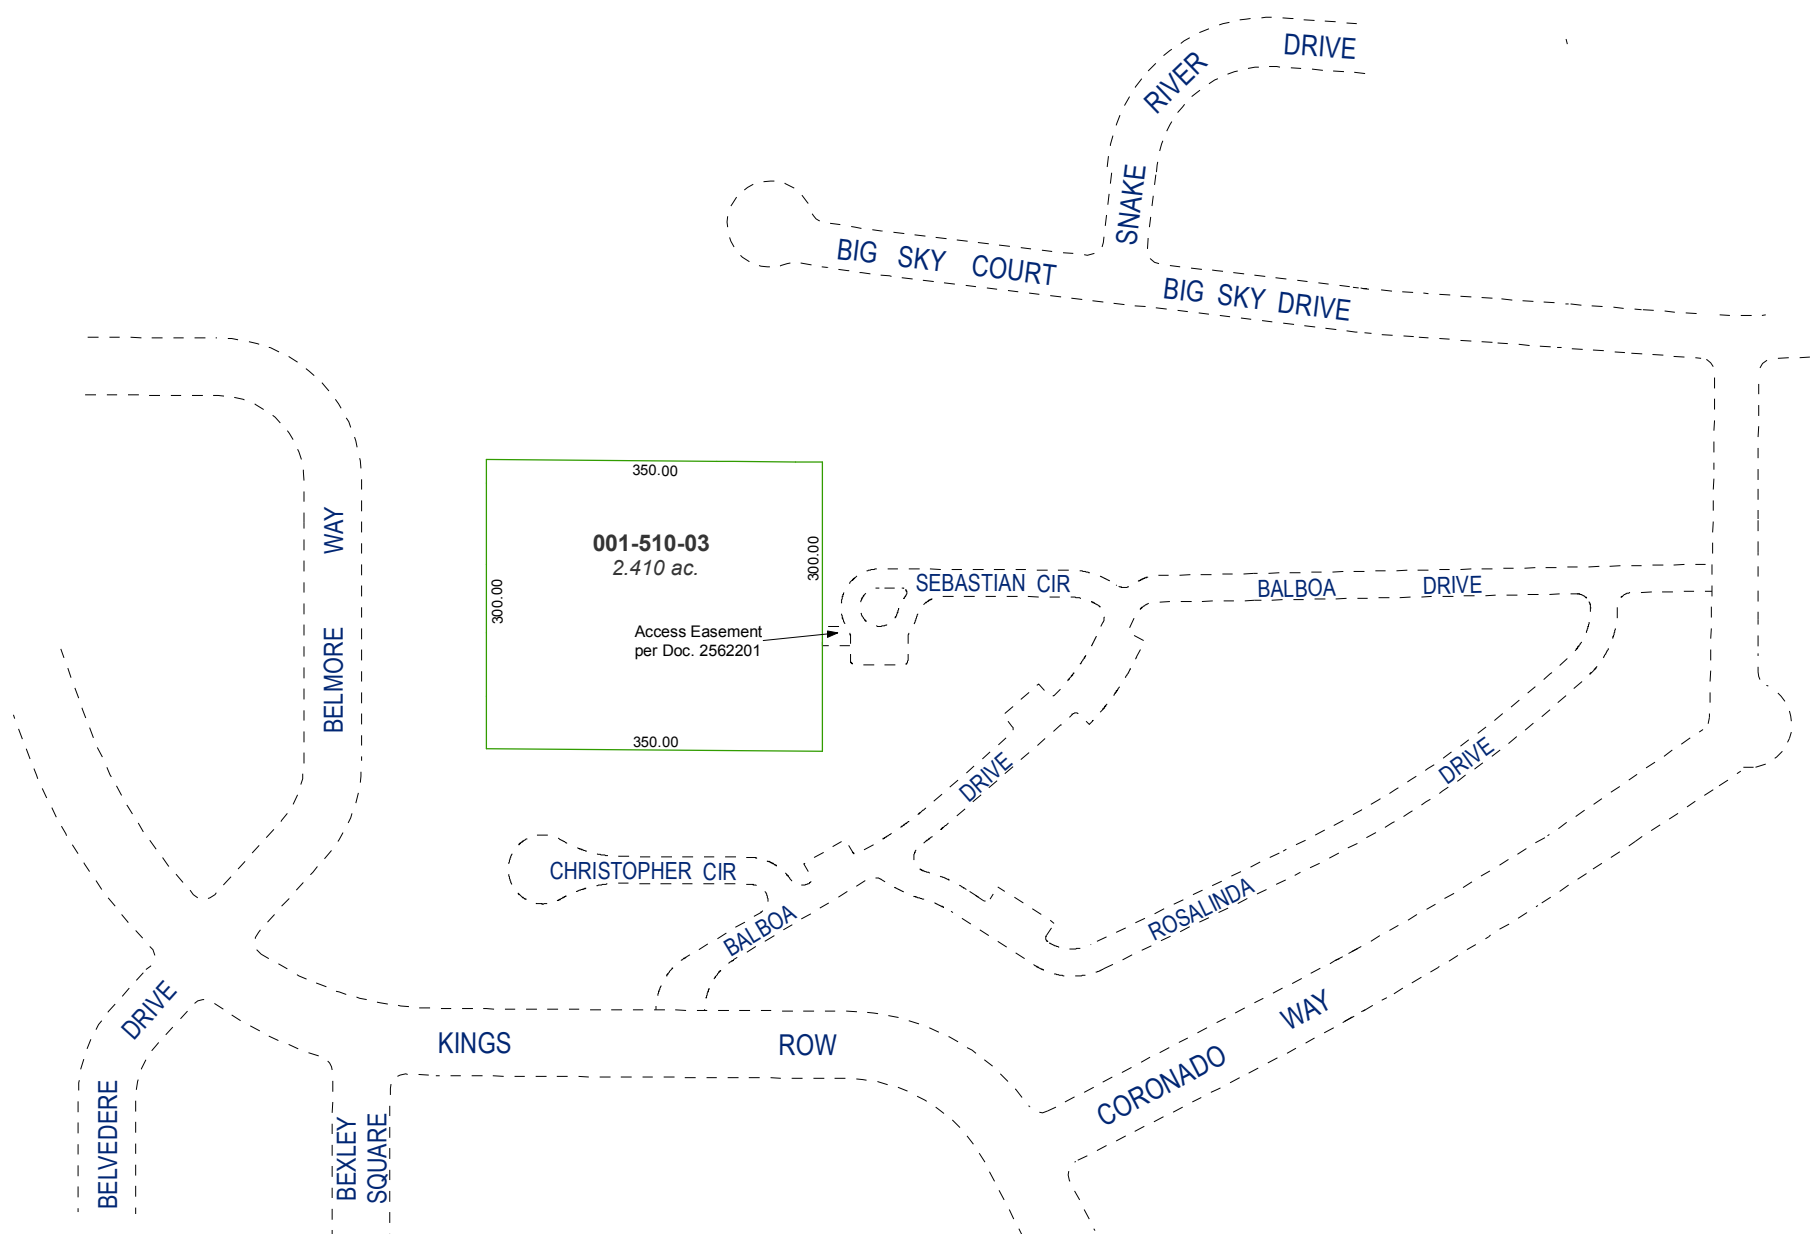 DRIVE
RIVER
SNAKE
BIG SKY COURT
BIG SKY DRIVE
350.00
WAY
001-510-03
2.410 ac.
300.00
300.00
SEBASTIAN CIR
BALBOA DRIVE
Access Easement
per Doc. 2562201
BELMORE
350.00
DRIVE
DRIVE
CHRISTOPHER CIR
BALBOA
ROSALINDA
DRIVE
WAY
KINGS ROW
CORONADO
BELVEDERE
BEXLEY
SQUARE